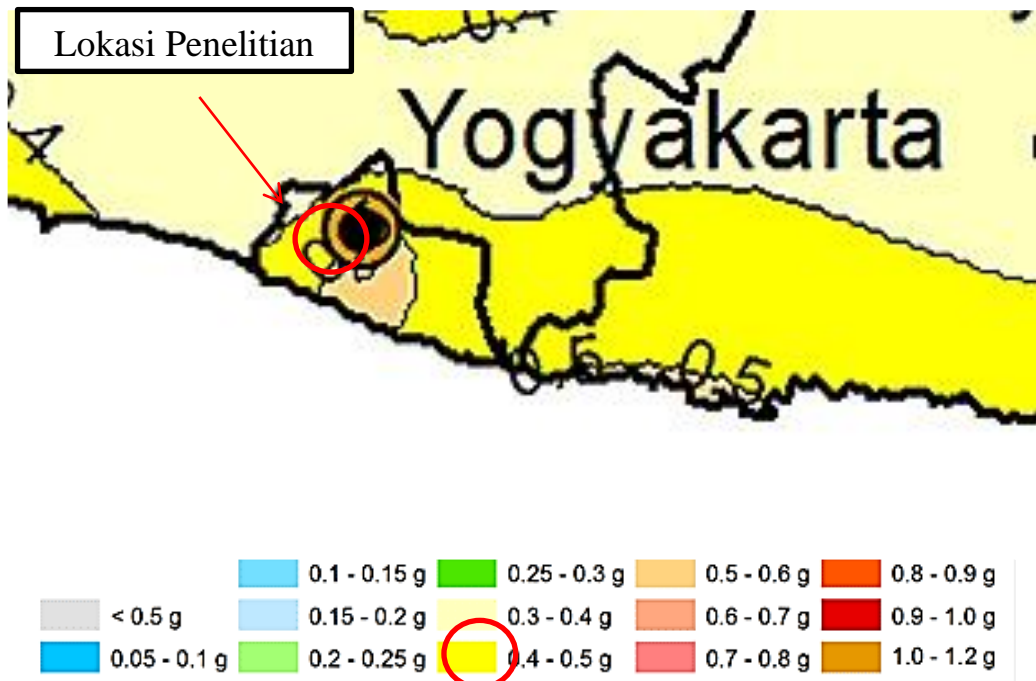 Lokasi Penelitian
Yogyakarta
0.5
0.5
0.1 - 0.15 g
0.25 - 0.3 g
0.5 - 0.6 g
0.8 - 0.9 g
< 0.5 g
0.15 - 0.2 g
0.3 - 0.4 g
0.6 - 0.7 g
0.9 - 1.0 g
0.05 - 0.1 g
0.2 - 0.25 g
0.4 - 0.5 g
0.7 - 0.8 g
1.0 - 1.2 g